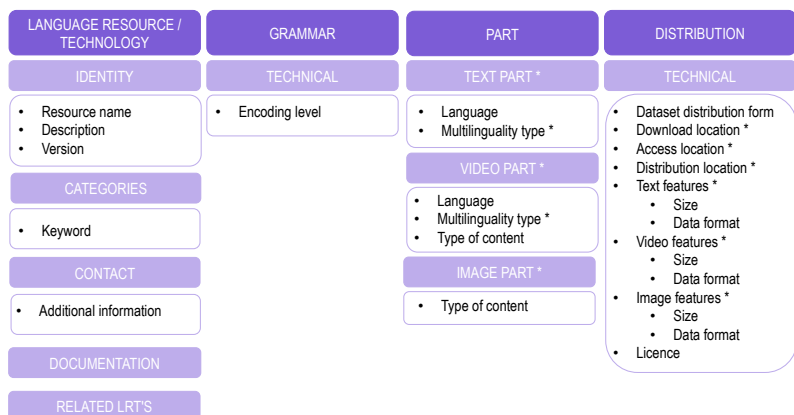 LANGUAGE RESOURCE /
TECHNOLOGY
IDENTITY
• Resource name
• Description
• Version
CATEGORIES
• Keyword
CONTACT
• Additional information
DOCUMENTATION
RELATED LRT'S
GRAMMAR
TECHNICAL
• Encoding level
PART
TEXT PART *
• Language
• Multilinguality type *
VIDEO PART *
• Language
• Multilinguality type *
• Type of content
IMAGE PART *
• Type of content
DISTRIBUTION
TECHNICAL
• Dataset distribution form
• Download location *
• Access location *
• Distribution location *
• Text features *
• Size
• Data format
• Video features *
• Size
• Data format
• Image features *
• Size
• Data format
• Licence